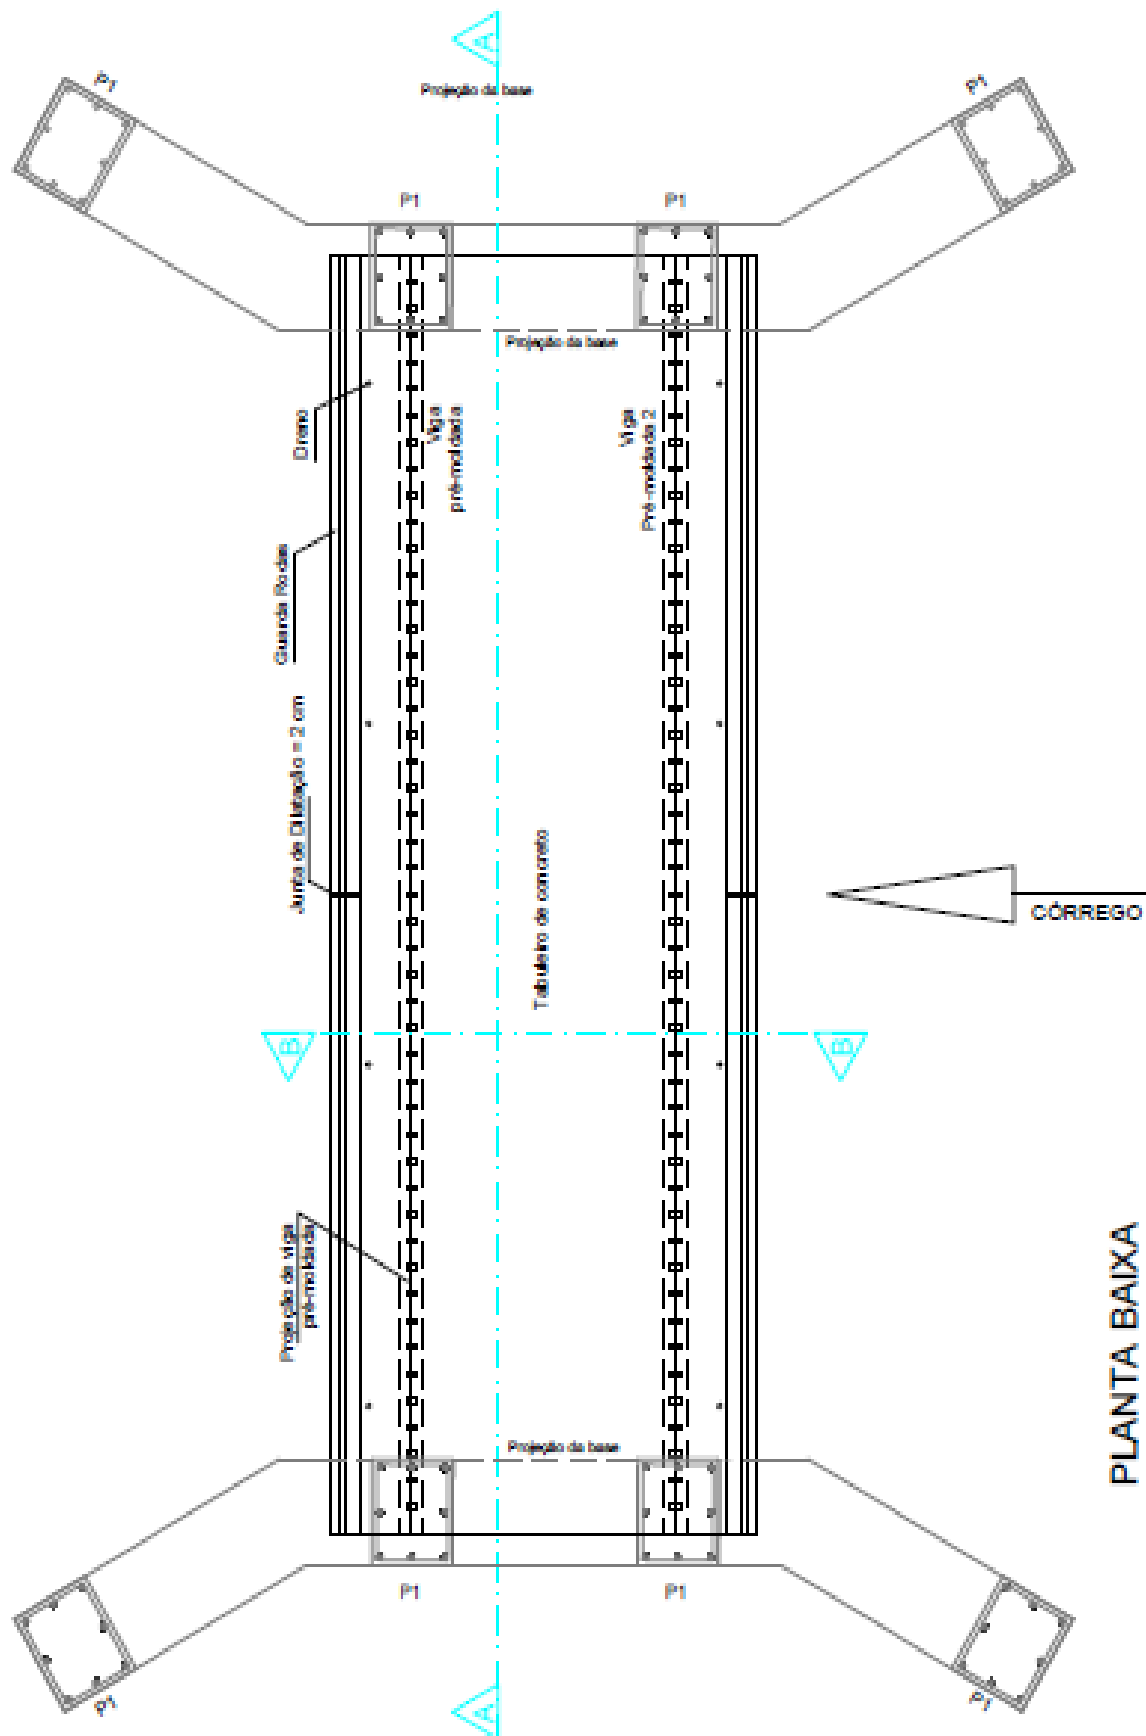 A
P1
Projeção da base
P1
P1
P1
Projeção da base
Dreno
Viga
pré-moldada
Viga
Pré-moldada 2
Guarda Rodas
Junta de Dilatação = 2 cm
Tabuleiro de concreto
CÓRREGO
B
B
Projeção da viga
pré-moldada
PLANTA BAIXA
Projeção da base
P1
P1
P1
P1
A